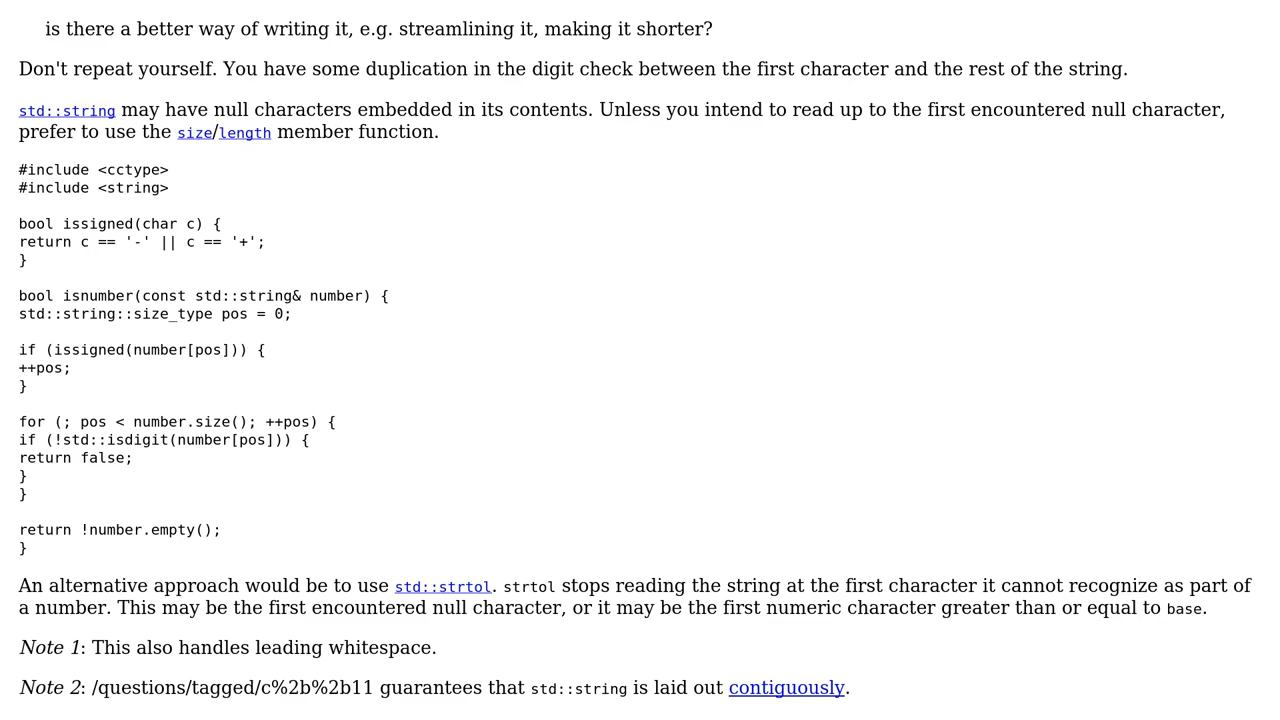 is there a better way of writing it, e.g. streamlining it, making it shorter?
Don't repeat yourself. You have some duplication in the digit check between the first character and the rest of the string.
std::string may have null characters embedded in its contents. Unless you intend to read up to the first encountered null character,
prefer to use the size/length member function.
#include <cctype>
#include <string>
bool issigned(char c) {
return c == '-' || c == '+';
}
bool isnumber(const std::string& number) {
std::string::size_type pos = 0;
if (issigned(number[pos])) {
++pos;
}
for (; pos < number.size(); ++pos) {
if (!std::isdigit(number[pos])) {
return false;
}
}
return !number.empty();
}
An alternative approach would be to use std::strtol. strtol stops reading the string at the first character it cannot recognize as part of
a number. This may be the first encountered null character, or it may be the first numeric character greater than or equal to base.
Note 1: This also handles leading whitespace.
Note 2: /questions/tagged/c%2b%2b11 guarantees that std::string is laid out contiguously.